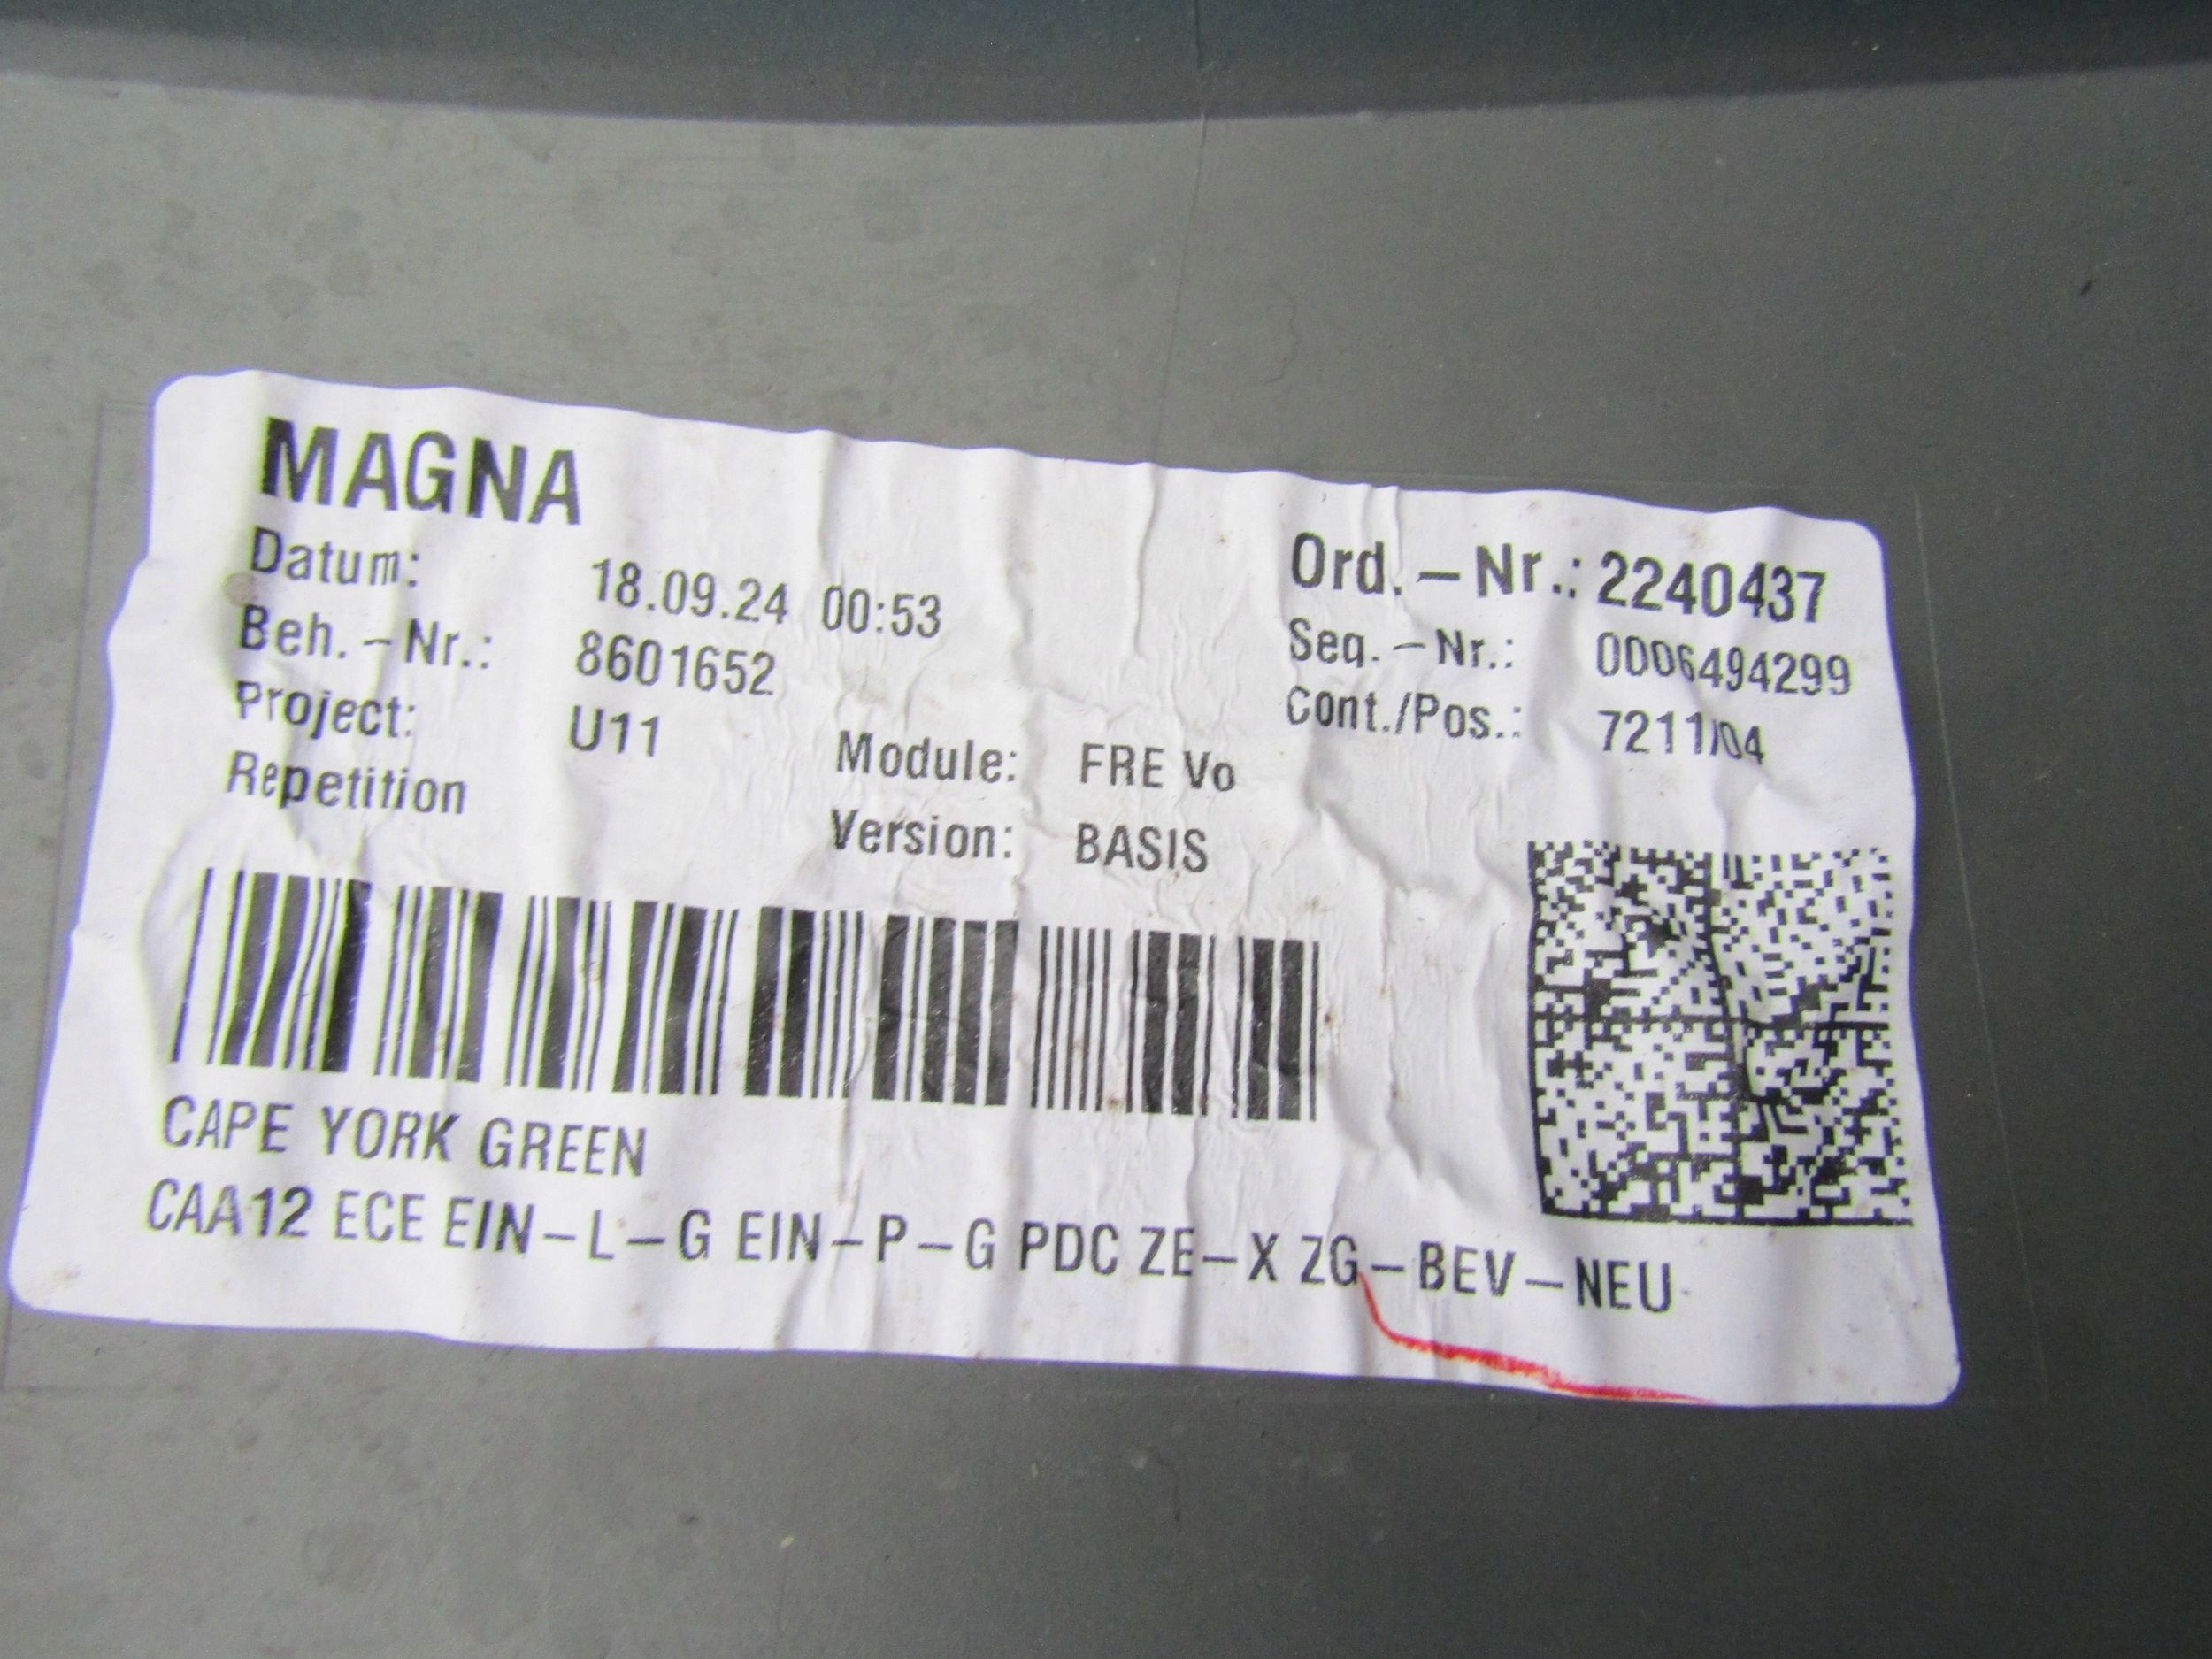 MAGNA
Datum: 18.09.24 00:53
Beh.-Nr.: 8601652
Project: U11
Repetition
Module: FRE Vo
Version: BASIS
Ord.-Nr.: 2240437
Seq.-Nr.: 0006494299
Cont./Pos.: 7211/04
CAPE YORK GREEN
CAA12 ECE EIN-L-G EIN-P-G PDC ZE-X ZG-BEV-NEU